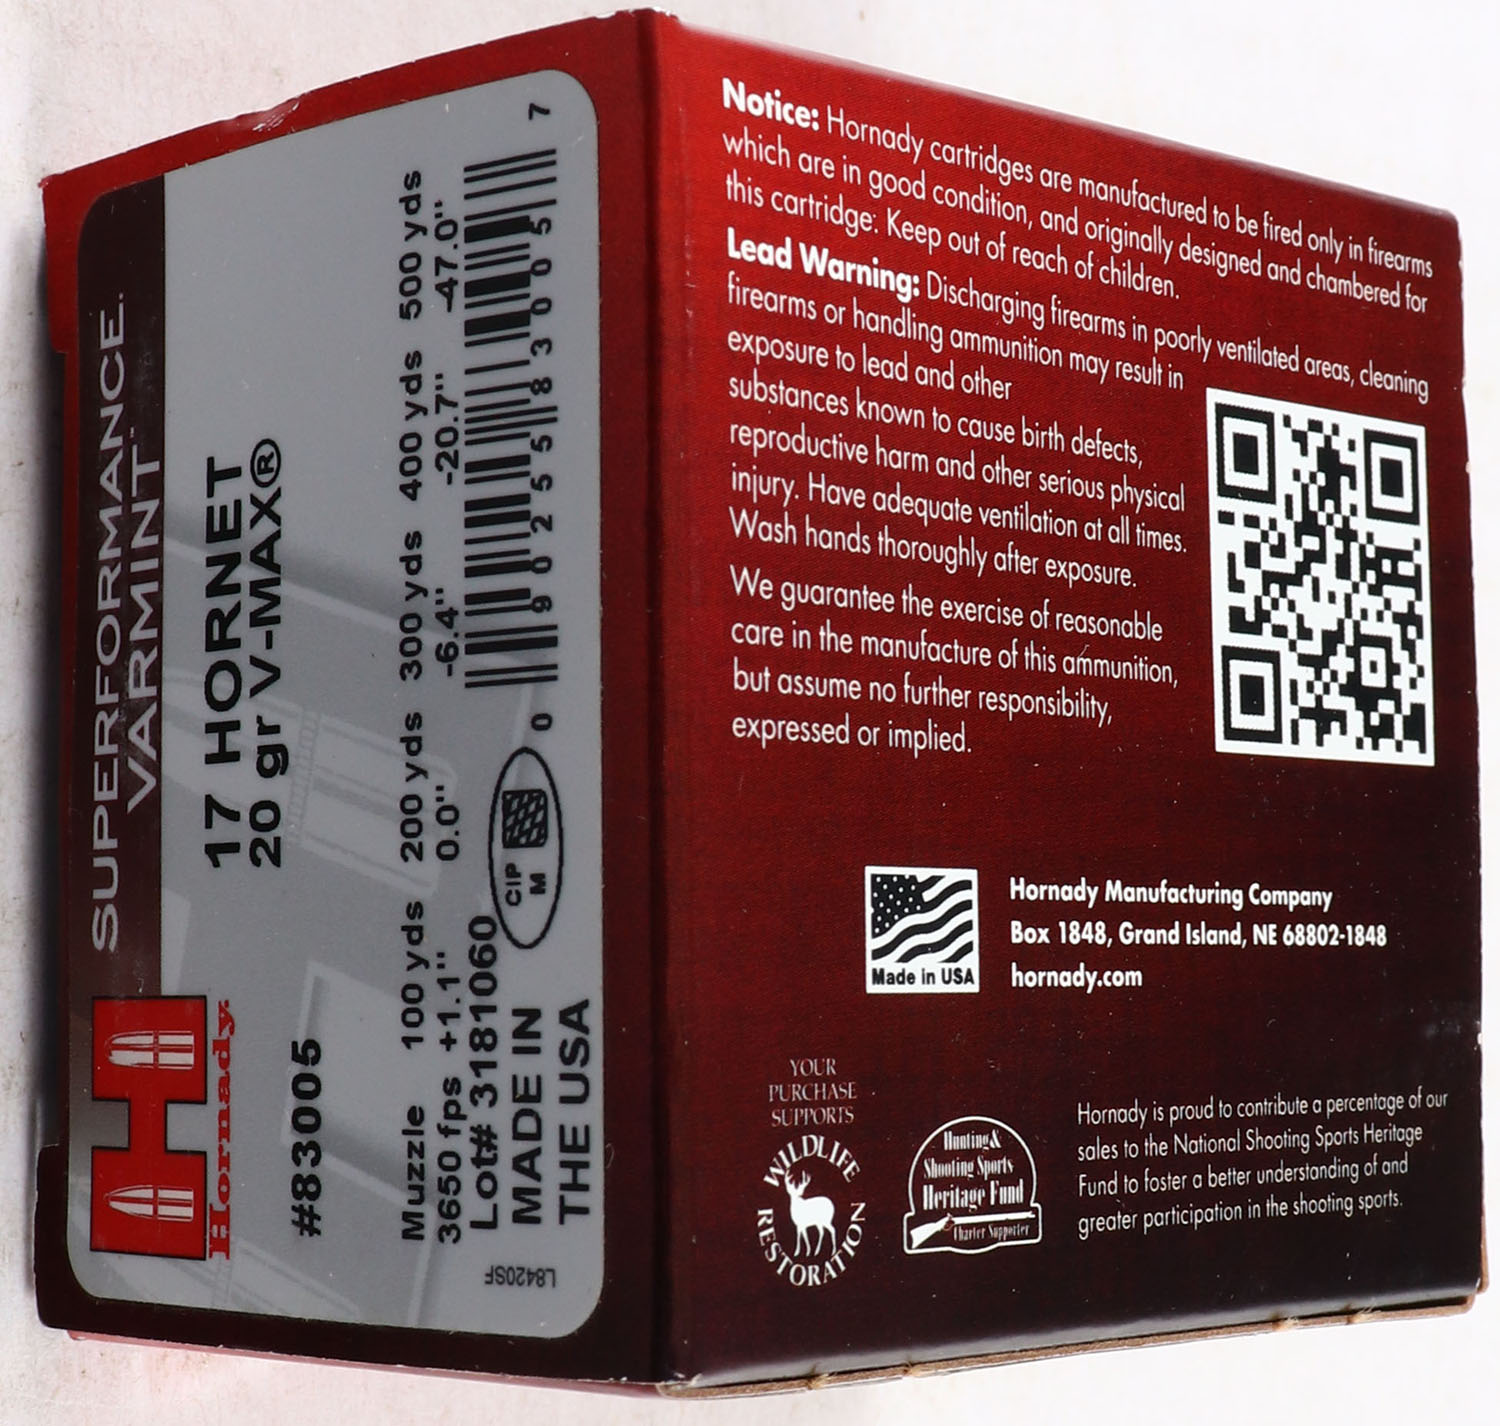 SUPERFORMANCE.
VARMINT™
Hornady.
17 HORNET
20 gr V-MAX®
#83005
Muzzle 100 yds 200 yds 300 yds 400 yds 500 yds
3650 fps +1.1" 0.0" -6.4" -20.7" -47.0"
Lot# 3181060
MADE IN
THE USA
CIP
M
0 90255 83005 7
L8420SF
Notice: Hornady cartridges are manufactured to be fired only in firearms
which are in good condition, and originally designed and chambered for
this cartridge. Keep out of reach of children.
Lead Warning: Discharging firearms in poorly ventilated areas, cleaning
firearms or handling ammunition may result in
exposure to lead and other
substances known to cause birth defects,
reproductive harm and other serious physical
injury. Have adequate ventilation at all times.
Wash hands thoroughly after exposure.
We guarantee the exercise of reasonable
care in the manufacture of this ammunition,
but assume no further responsibility,
expressed or implied.
Made in USA
Hornady Manufacturing Company
Box 1848, Grand Island, NE 68802-1848
hornady.com
YOUR
PURCHASE
SUPPORTS
WILDLIFE
RESTORATION
Hunting &
Shooting Sports
Heritage Fund
Charter Supporter
Hornady is proud to contribute a percentage of our
sales to the National Shooting Sports Heritage
Fund to foster a better understanding of and
greater participation in the shooting sports.